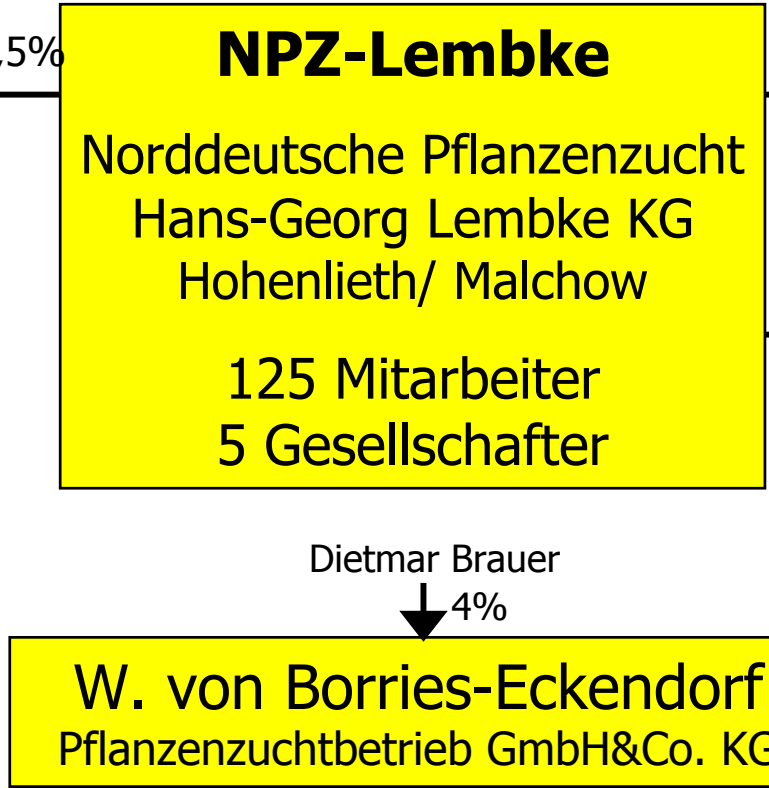 ,5%
NPZ-Lembke
Norddeutsche Pflanzenzucht
Hans-Georg Lembke KG
Hohenlieth/ Malchow
125 Mitarbeiter
5 Gesellschafter
Dietmar Brauer
4%
W. von Borries-Eckendorf
Pflanzenzuchtbetrieb GmbH&Co. KG